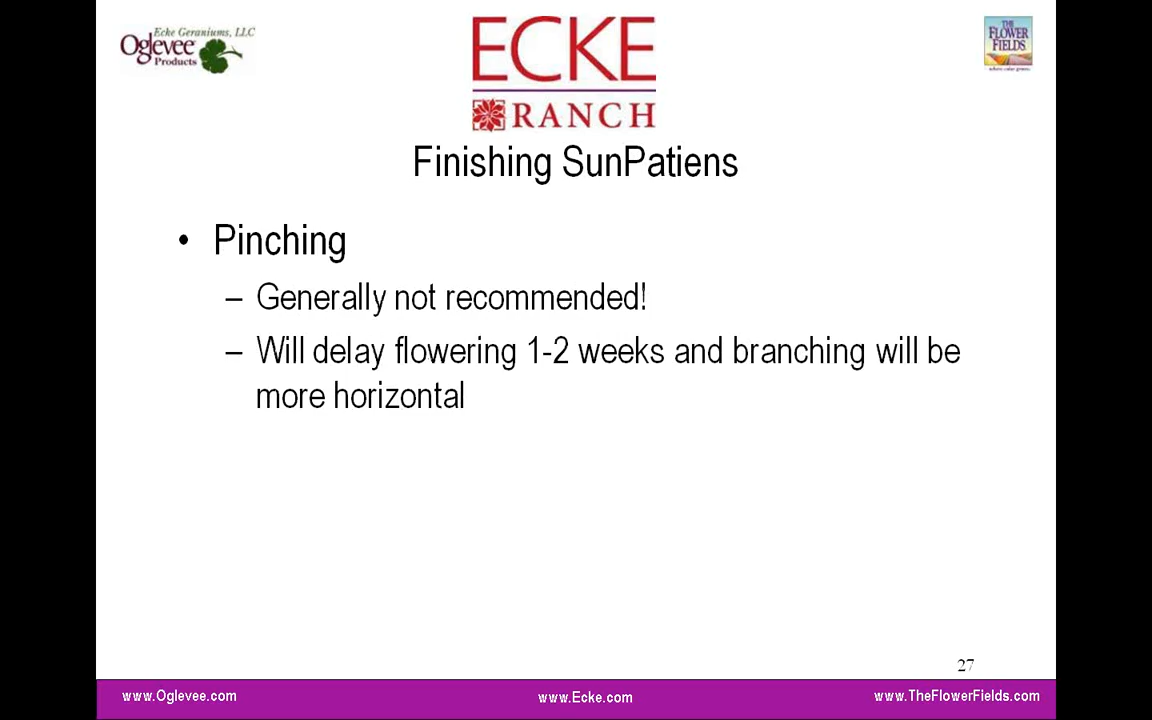 Ecke Geraniums, LLC
Oglevee
Products
ECKE
RANCH
THE
FLOWER
FIELDS
Finishing SunPatiens
• Pinching
– Generally not recommended!
– Will delay flowering 1-2 weeks and branching will be
more horizontal
27
www.Oglevee.com
www.Ecke.com
www.TheFlowerFields.com